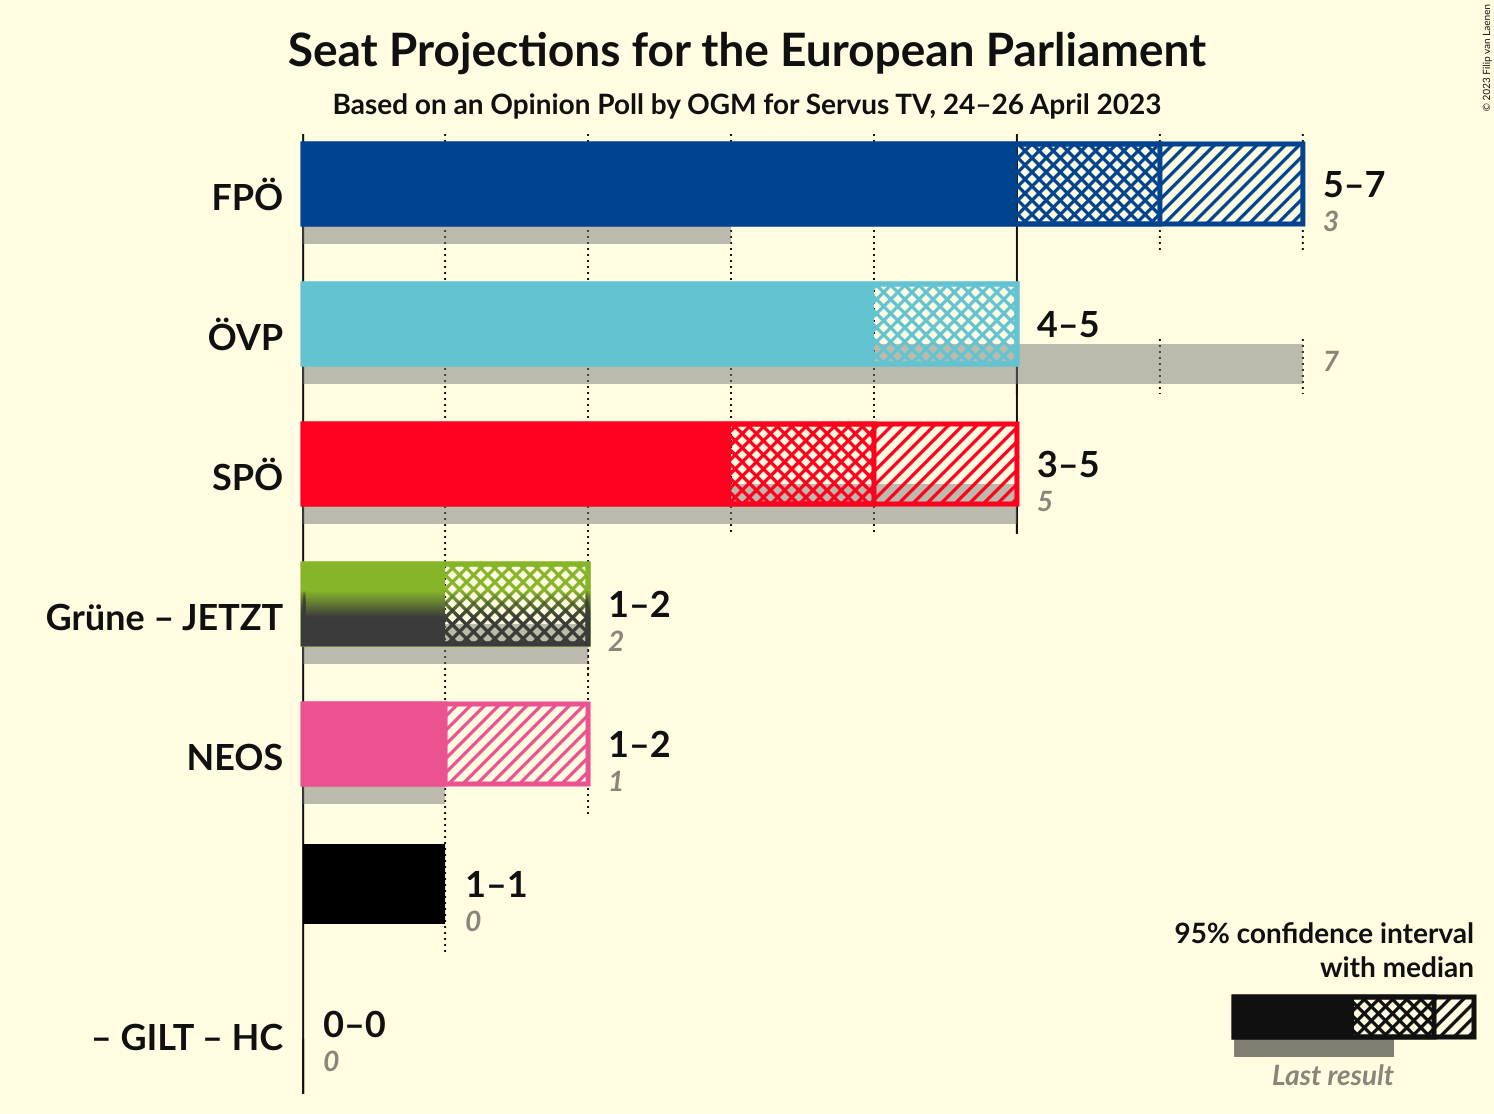 Seat Projections for the European Parliament
Based on an Opinion Poll by OGM for Servus TV, 24–26 April 2023
© 2023 Filip van Laenen
FPÖ
5–7
3
ÖVP
4–5
7
SPÖ
3–5
5
Grüne – JETZT
1–2
2
NEOS
1–2
1
1–1
0
– GILT – HC
0–0
0
95% confidence interval
with median
Last result